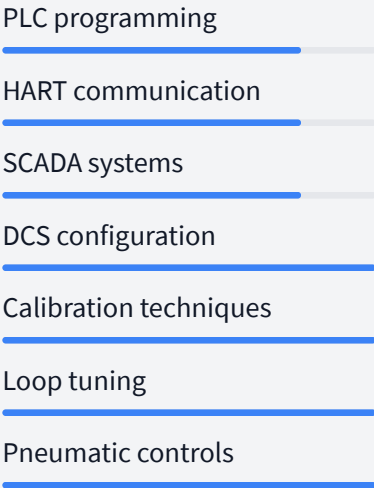 PLC programming
HART communication
SCADA systems
DCS configuration
Calibration techniques
Loop tuning
Pneumatic controls